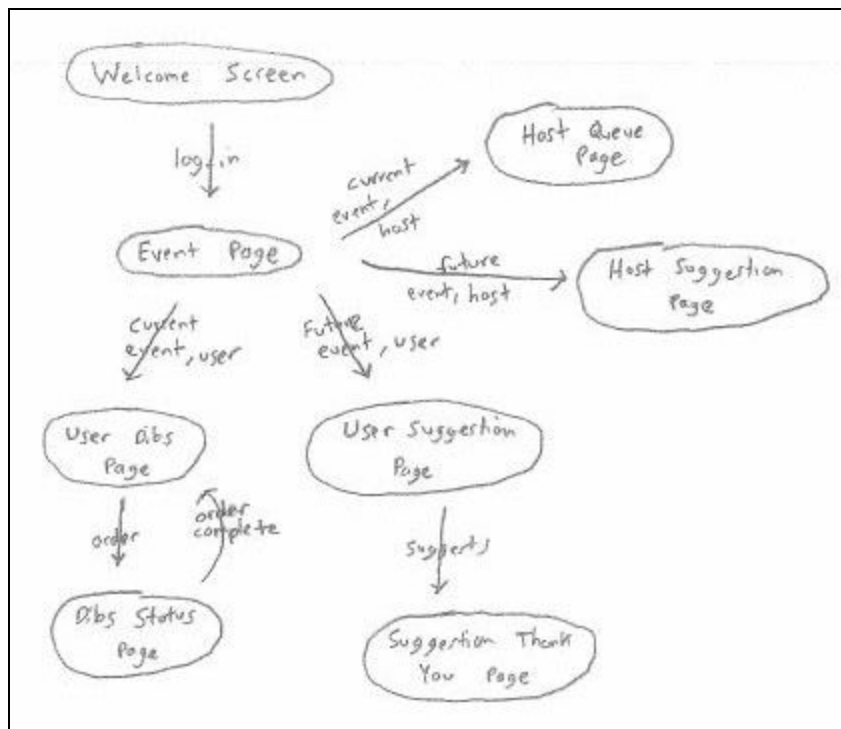 Welcome Screen
log in
Event Page
current
event,
host
Host Queue
Page
future
event, host
Host Suggestion
Page
current
event, user
Future
event, user
User Dibs
Page
User Suggestion
Page
order
order
complete
suggests
Dibs Status
Page
Suggestion Thank
You Page